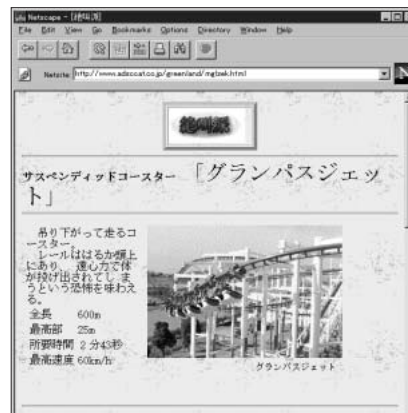 Netscape - [絶叫派]
File Edit View Go Bookmarks Options Directory Window Help
Netsite: http://www.adsccat.co.jp/greenland/mglzek.html
N
絶叫派
サスペンディッドコースター 「グランパスジェッ
ト」
吊り下がって走るコ
ースター。
レールははるか頭上
にあり、遠心力で体
が投げ出されてしま
うという恐怖を味わえ
る。
全長 600m
最高部 25m
所要時間 2分43秒
最高速度 60km/h
グランパスジェット